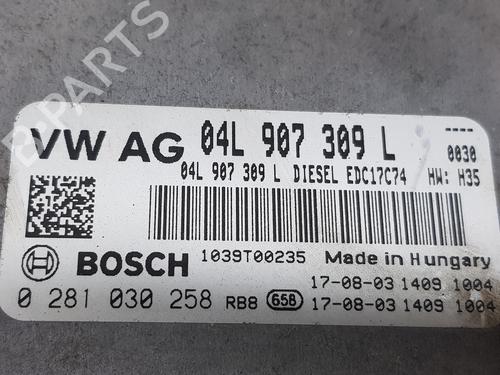 B-PARTS
VW AG 04L 907 309 L ----
0030
04L 907 309 L DIESEL EDC17C74 HW: H35
BOSCH 1039T00235 Made in Hungary
17-08-03 1409 1004
0 281 030 258 RB8 658
17-08-03 1409 1004